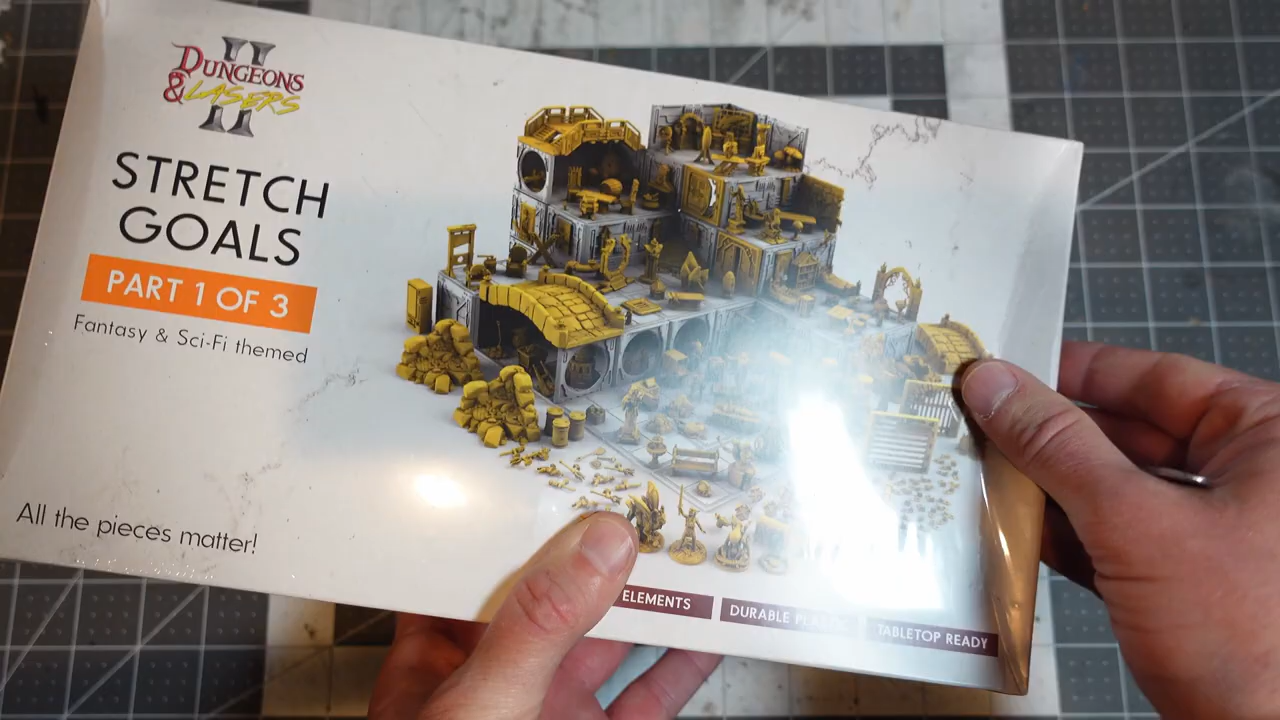 DUNGEONS
& LASERS
II
STRETCH
GOALS
PART 1 OF 3
Fantasy & Sci-Fi themed
All the pieces matter!
ELEMENTS
DURABLE
TABLETOP READY